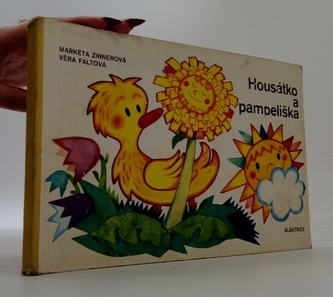 MARKÉTA ZINNEROVÁ
VĚRA FALTOVÁ
Housátko
a
pampeliška
ALBATROS